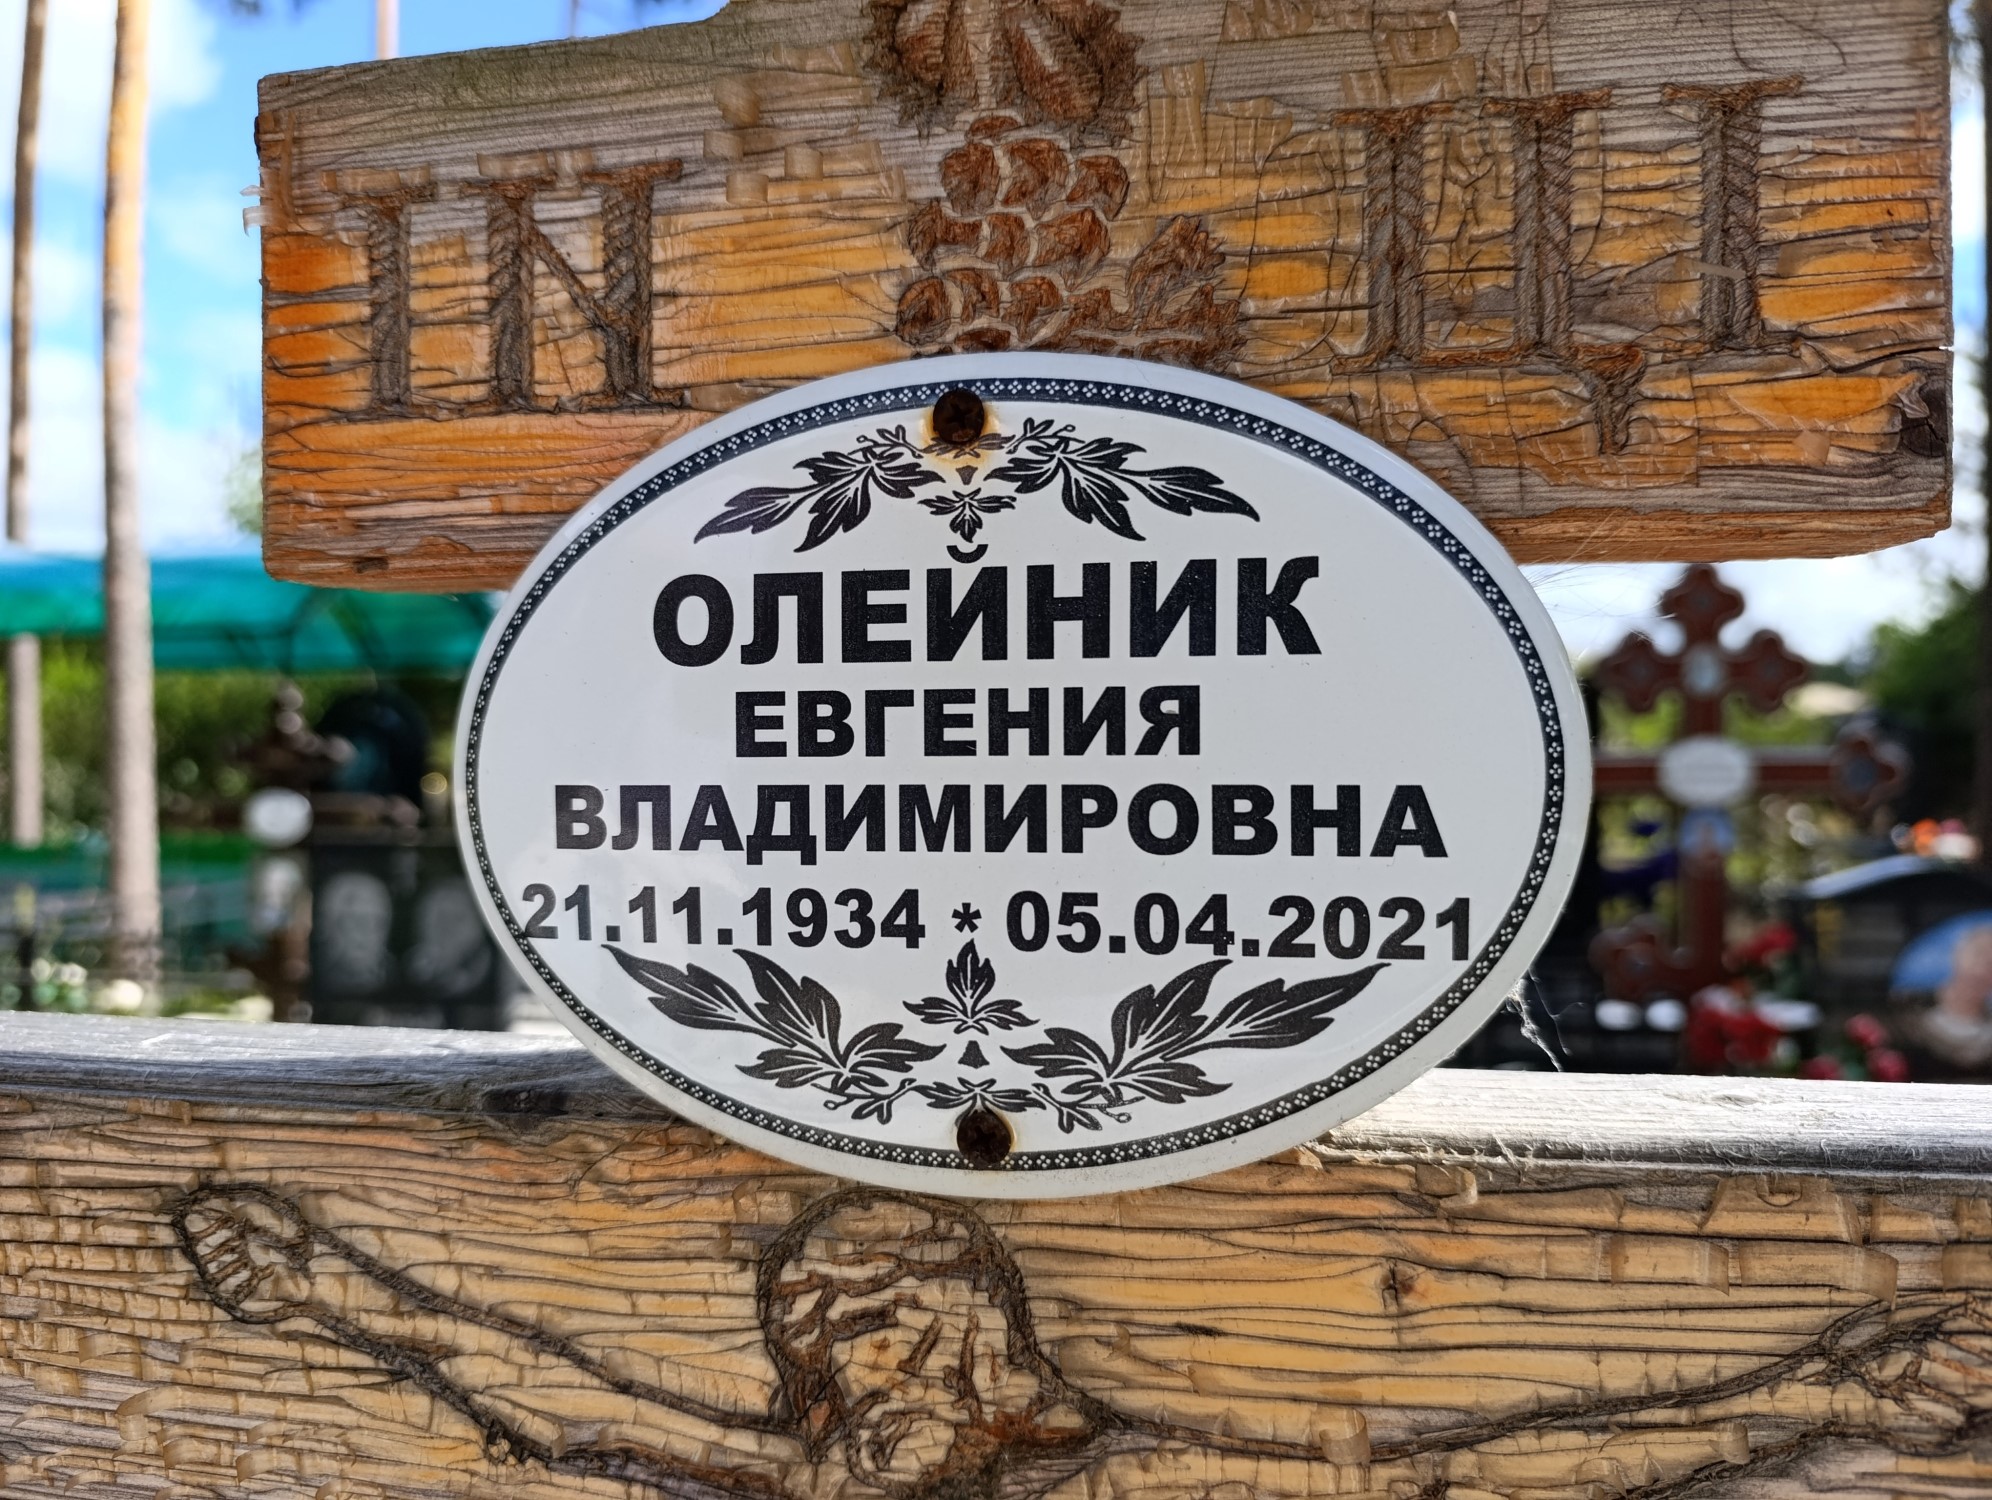 IN ЦІ
ОЛЕЙНИК
ЕВГЕНИЯ
ВЛАДИМИРОВНА
21.11.1934 * 05.04.2021